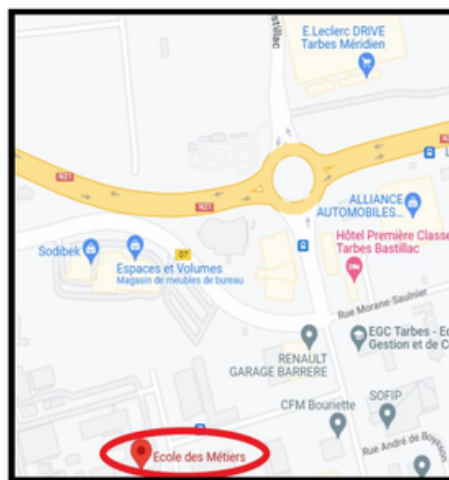 stillac
E.Leclerc DRIVE
Tarbes Méridien
N21
N21
L
ALLIANCE
AUTOMOBILES...
Hôtel Première Classe
Tarbes Bastillac
Sodibek
Espaces et Volumes
Magasin de meubles de bureau
D7
Rue Morane-Saulnier
EGC Tarbes - Ec
Gestion et de C
RENAULT
GARAGE BARRERE
CFM Bouriette
SOFIP
Rue André de Boysson
Ecole des Métiers